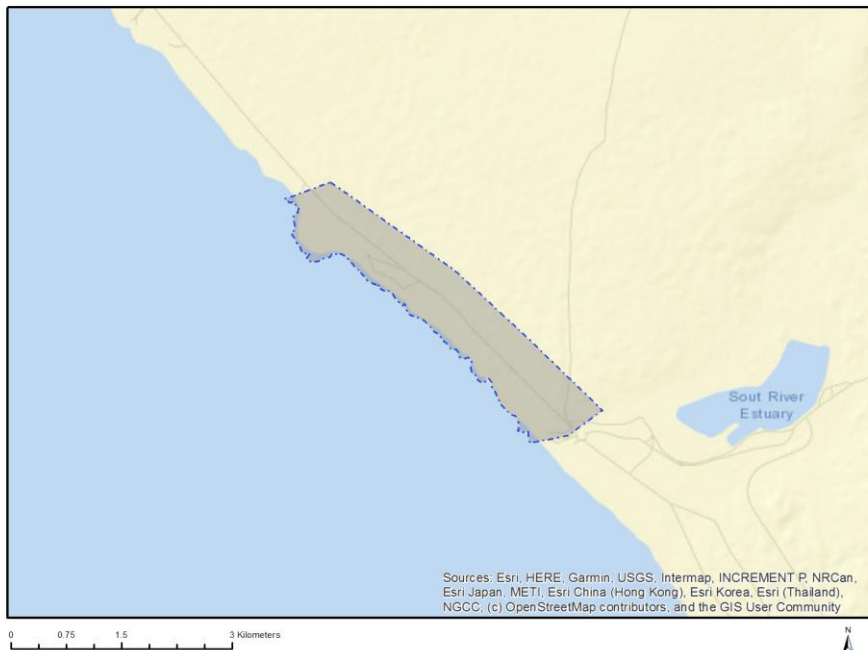 Sout River
Estuary
Sources: Esri, HERE, Garmin, USGS, Intermap, INCREMENT P, NRCan,
Esri Japan, METI, Esri China (Hong Kong), Esri Korea, Esri (Thailand),
NGCC, (c) OpenStreetMap contributors, and the GIS User Community
0 0.75 1.5 3 Kilometers
N